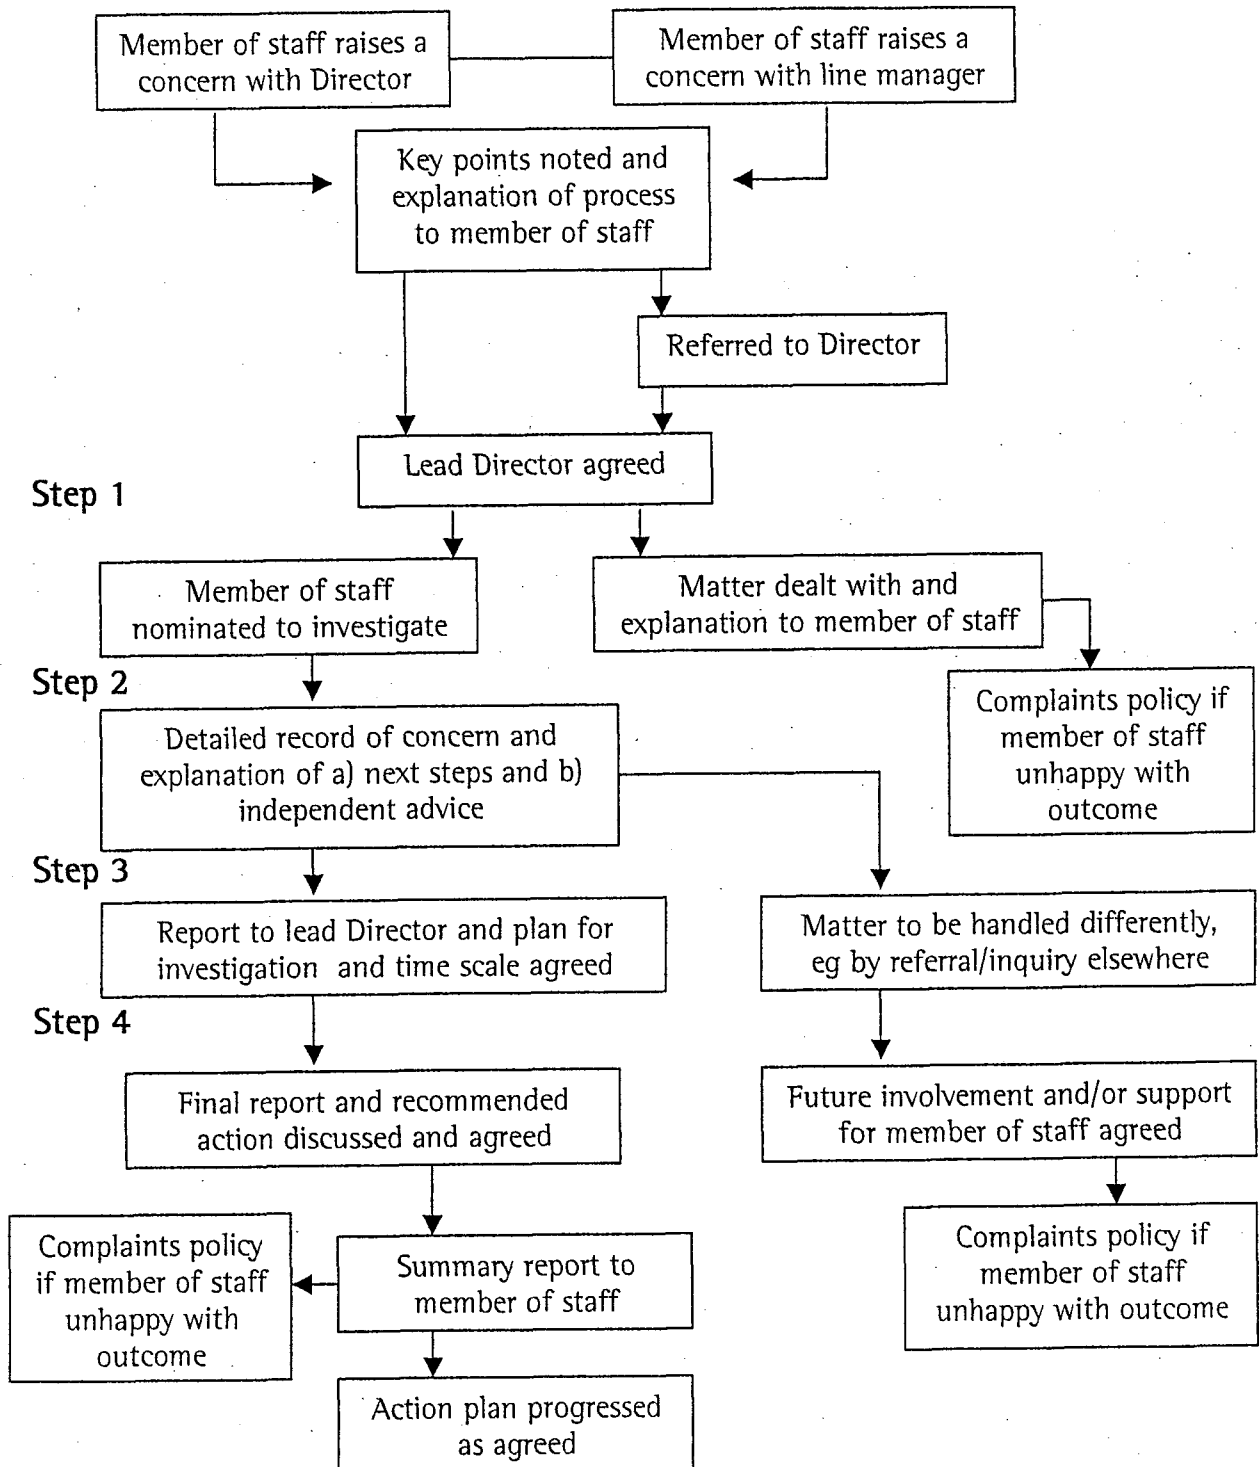 Member of staff raises a
concern with Director
Member of staff raises a
concern with line manager
Key points noted and
explanation of process
to member of staff
Referred to Director
Lead Director agreed
Step 1
Member of staff
nominated to investigate
Matter dealt with and
explanation to member of staff
Step 2
Complaints policy if
member of staff
unhappy with
outcome
Detailed record of concern and
explanation of a) next steps and b)
independent advice
Step 3
Report to lead Director and plan for
investigation and time scale agreed
Matter to be handled differently,
eg by referral/inquiry elsewhere
Step 4
Final report and recommended
action discussed and agreed
Future involvement and/or support
for member of staff agreed
Complaints policy
if member of staff
unhappy with
outcome
Summary report to
member of staff
Complaints policy if
member of staff
unhappy with outcome
Action plan progressed
as agreed